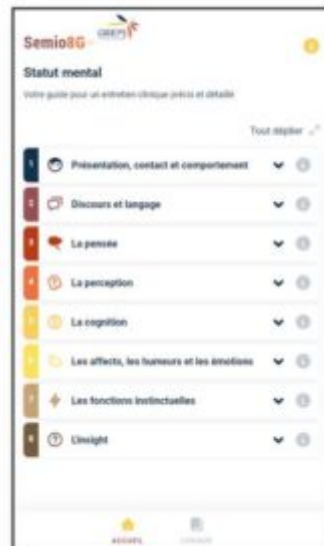 Semio8G
GREPS
Statut mental
Votre guide pour un entretien clinique précis et détaillé
Tout déplier
1 Présentation, contact et comportement
2 Discours et langage
3 La pensée
4 La perception
5 La cognition
6 Les affects, les humeurs et les émotions
7 Les fonctions instinctuelles
8 L'insight
ACCUEIL